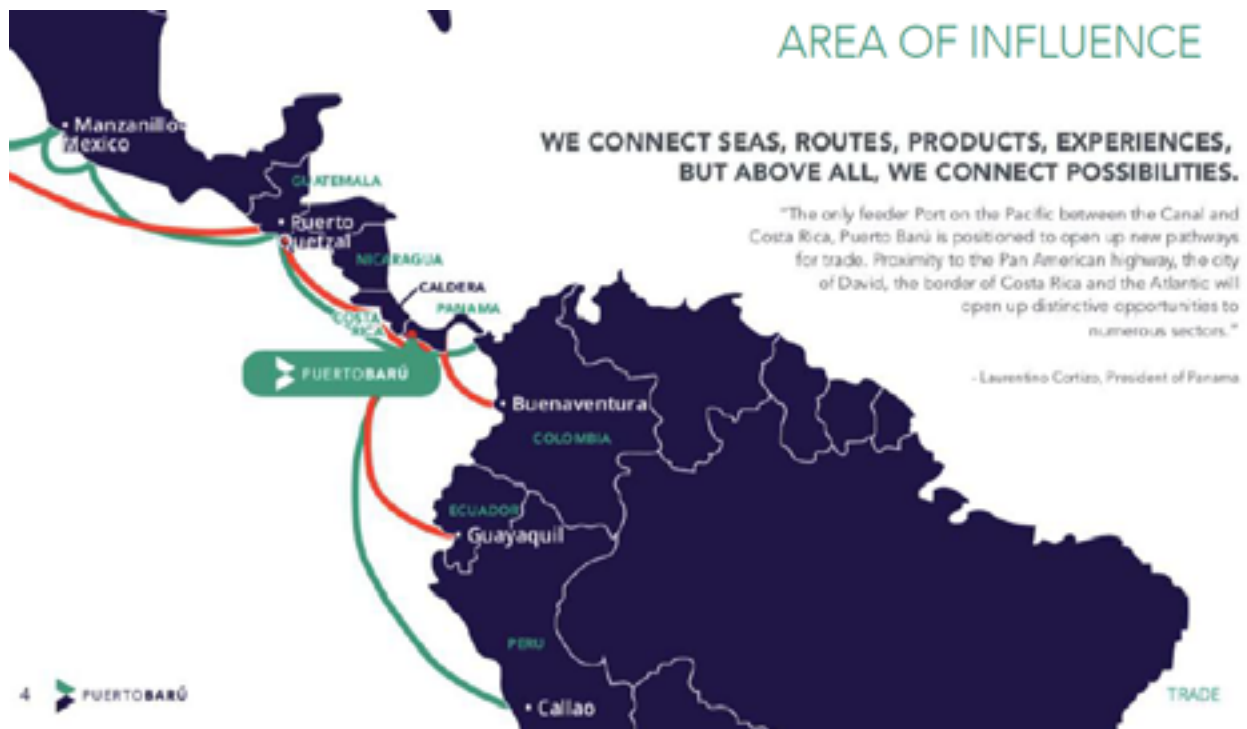 AREA OF INFLUENCE
WE CONNECT SEAS, ROUTES, PRODUCTS, EXPERIENCES,
BUT ABOVE ALL, WE CONNECT POSSIBILITIES.
"The only feeder Port on the Pacific between the Canal and
Costa Rica, Puerto Barú is positioned to open up new pathways
for trade. Proximity to the Pan American highway, the city
of David, the border of Costa Rica and the Atlantic will
open up distinctive opportunities to
numerous sectors."
- Laurentino Cortizo, President of Panama
• Manzanillo
Mexico
GUATEMALA
• Puerto
Quetzal
NICARAGUA
CALDERA
PANAMA
COSTA
RICA
PUERTOBARÚ
• Buenaventura
COLOMBIA
ECUADOR
• Guayaquil
PERU
• Callao
4 PUERTOBARÚ
TRADE